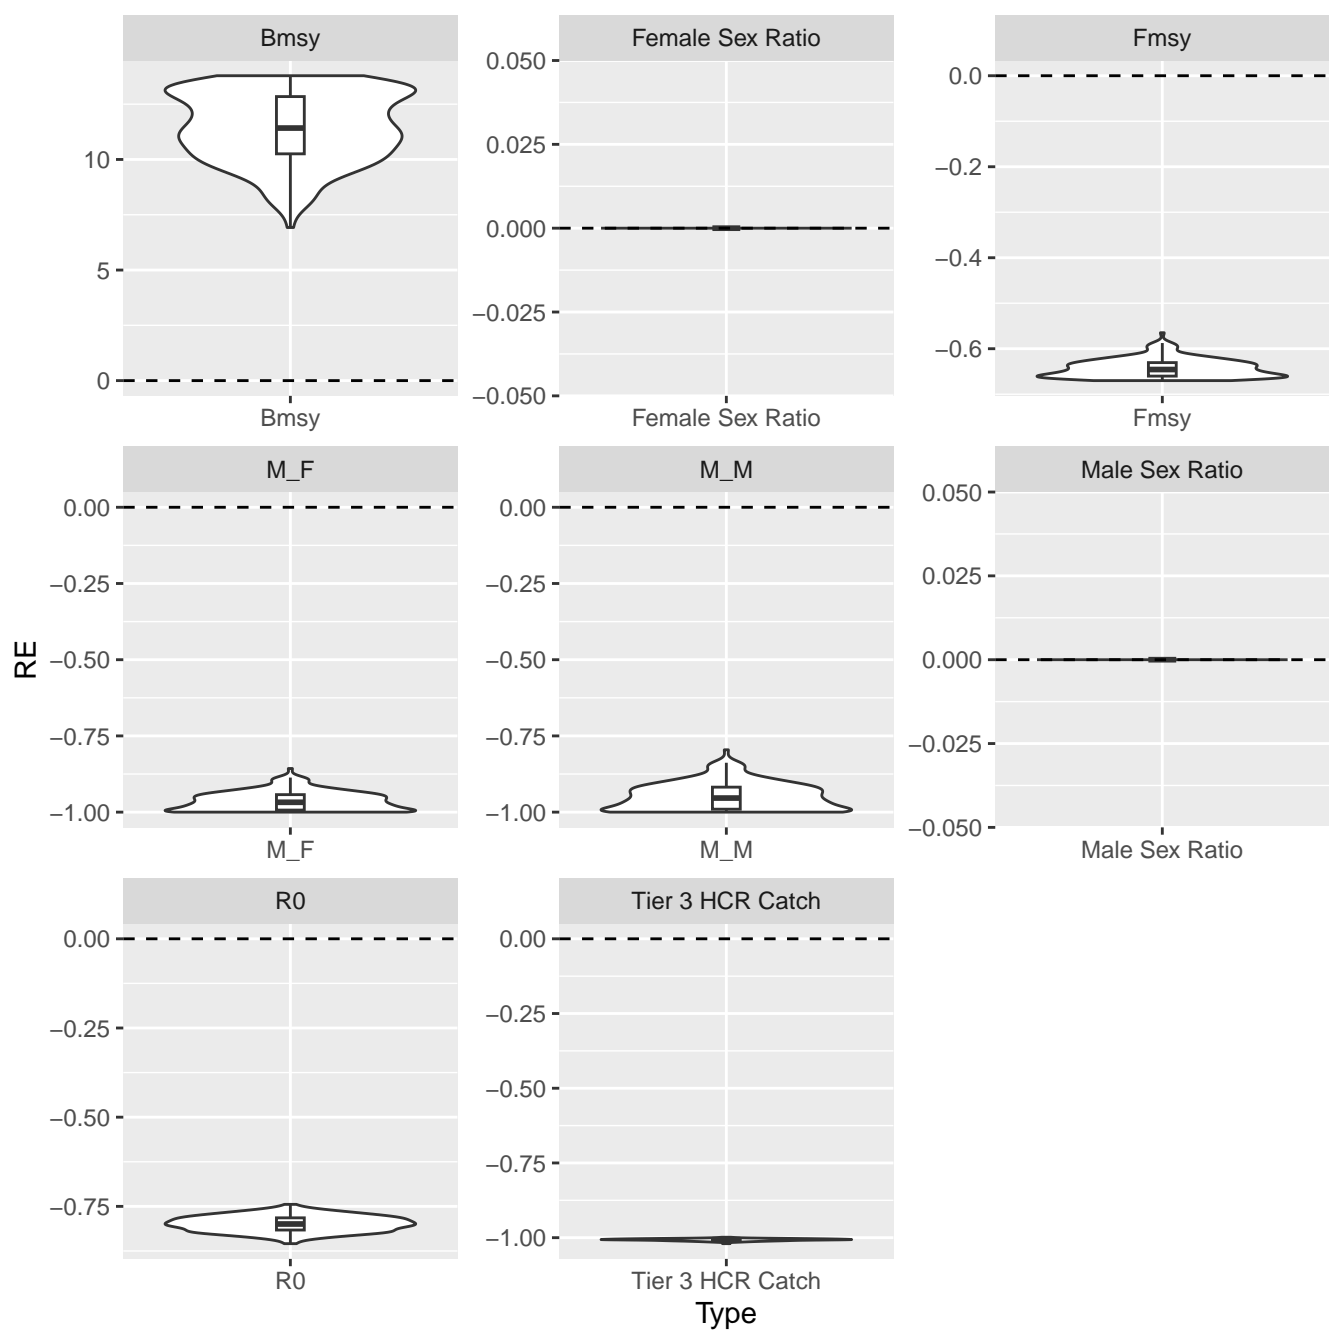 Bmsy
Female Sex Ratio
Fmsy
10
5
0
0.050
0.025
0.000
−0.025
−0.050
0.0
−0.2
−0.4
−0.6
Bmsy
Female Sex Ratio
Fmsy
M_F
M_M
Male Sex Ratio
0.00
−0.25
−0.50
−0.75
−1.00
0.00
−0.25
−0.50
−0.75
−1.00
0.050
0.025
0.000
−0.025
−0.050
M_F
M_M
Male Sex Ratio
RE
R0
Tier 3 HCR Catch
0.00
−0.25
−0.50
−0.75
0.00
−0.25
−0.50
−0.75
−1.00
R0
Tier 3 HCR Catch
Type